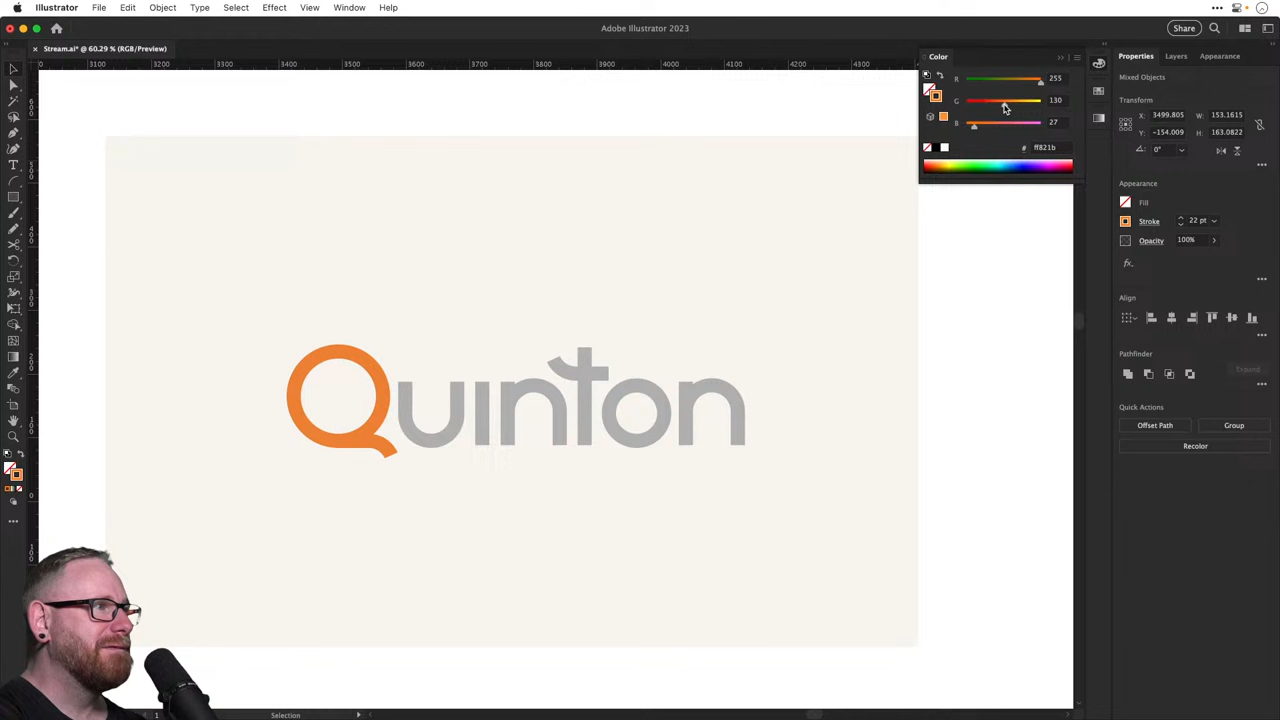 Illustrator File Edit Object Type Select Effect View Window Help
Adobe Illustrator 2023
Share
Stream.ai* @ 60.29 % (RGB/Preview)
0 3100 3200 3300 3400 3500 3600 3700 3800 3900 4000 4100 4200 4300
Color
R 255
G 130
B 27
# ff821b
Properties Layers Appearance
Mixed Objects
Transform
X: 3499.805 W: 153.1615
Y: -154.009 H: 163.0822
0°
Appearance
Fill
Stroke 22 pt
Opacity 100%
fx
Align
Pathfinder
Expand
Quick Actions
Offset Path Group
Recolor
Quinton
1 Selection